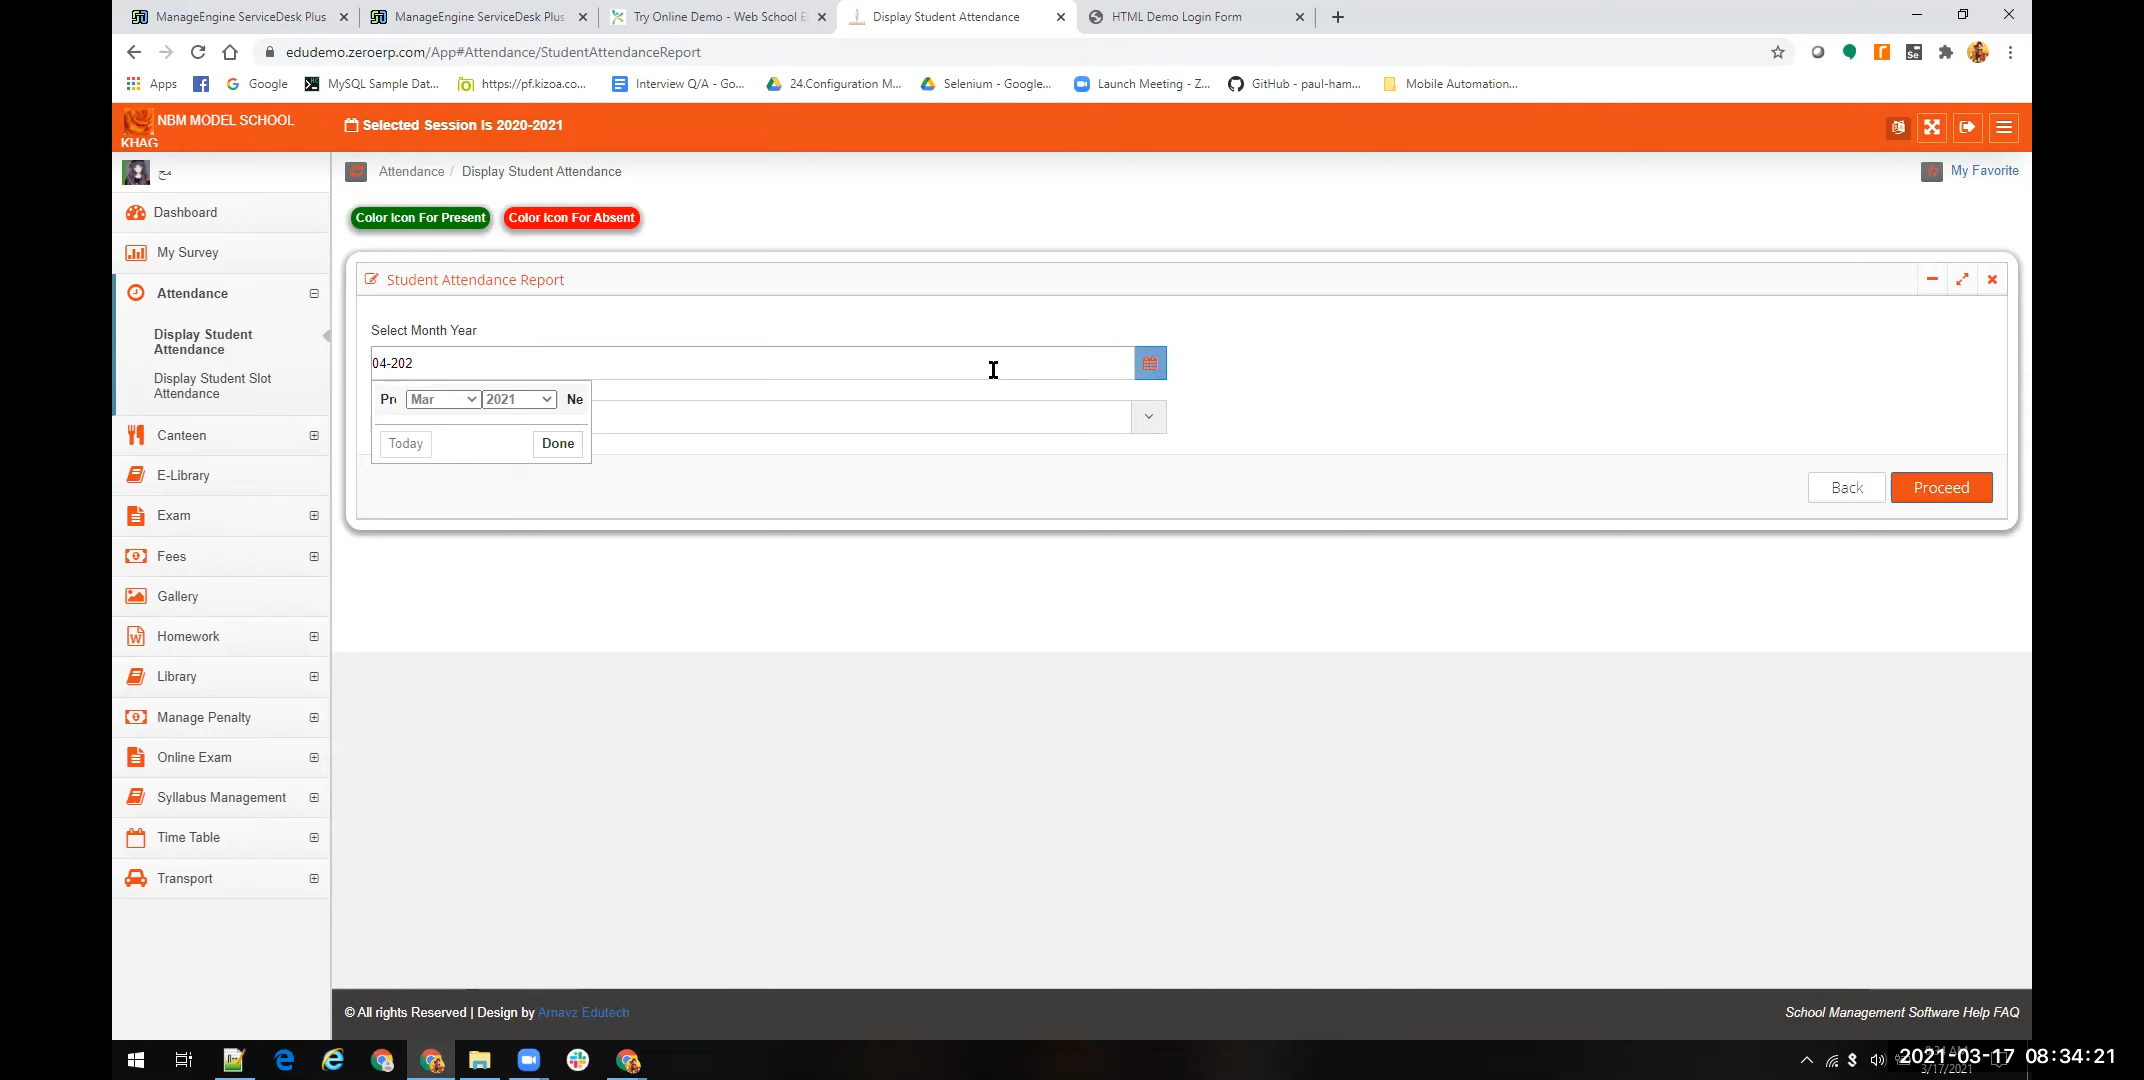 ManageEngine ServiceDesk Plus
ManageEngine ServiceDesk Plus
Try Online Demo - Web School E
Display Student Attendance
HTML Demo Login Form
edudemo.zeroerp.com/App#Attendance/StudentAttendanceReport
Apps
Google
MySQL Sample Dat...
https://pf.kizoa.co...
Interview Q/A - Go...
24.Configuration M...
Selenium - Google...
Launch Meeting - Z...
GitHub - paul-ham...
Mobile Automation...
NBM MODEL SCHOOL
KHAG
Selected Session Is 2020-2021
Attendance / Display Student Attendance
My Favorite
Color Icon For Present
Color Icon For Absent
Dashboard
My Survey
Attendance
Display Student
Attendance
Display Student Slot
Attendance
Canteen
E-Library
Exam
Fees
Gallery
Homework
Library
Manage Penalty
Online Exam
Syllabus Management
Time Table
Transport
Student Attendance Report
Select Month Year
04-202
Pr Mar 2021 Ne
Today Done
Back Proceed
© All rights Reserved | Design by Arnavz Edutech
School Management Software Help FAQ
2021-03-17 08:34:21
3/17/2021